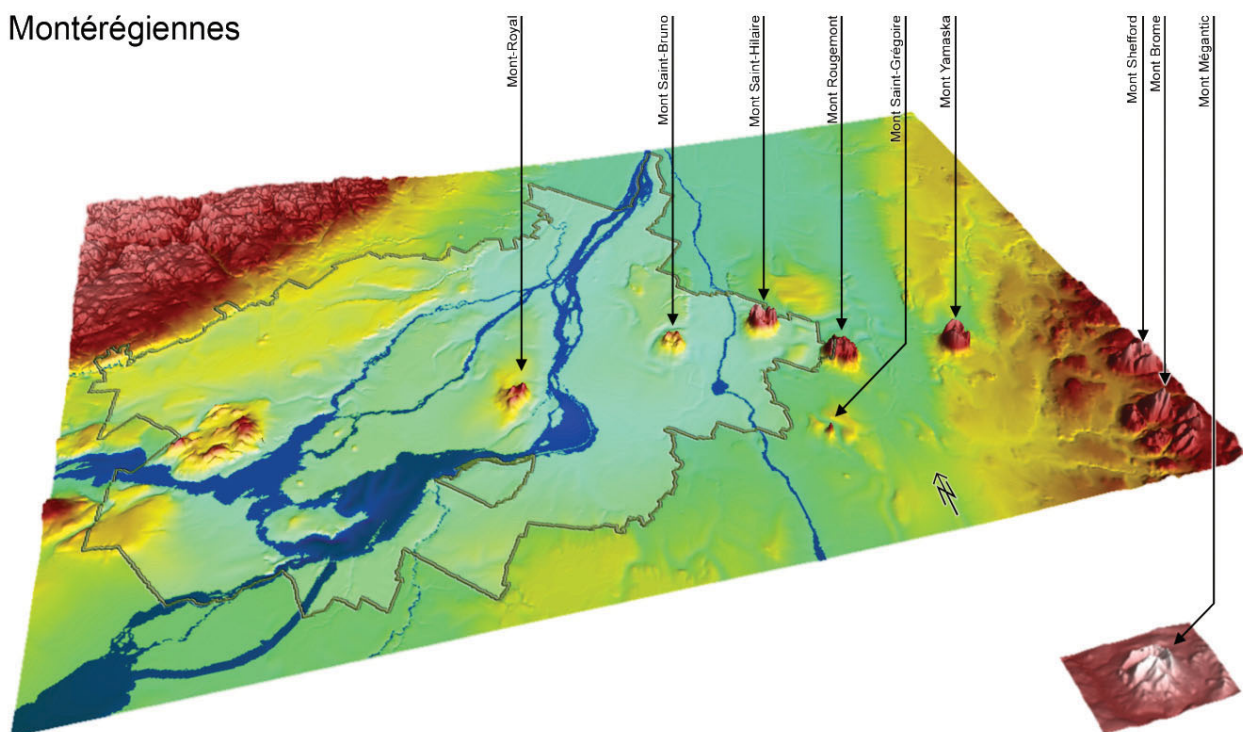 Montérégiennes
Mont-Royal
Mont Saint-Bruno
Mont Saint-Hilaire
Mont Rougemont
Mont Saint-Grégoire
Mont Yamaska
Mont Shefford
Mont Brome
Mont Mégantic
N